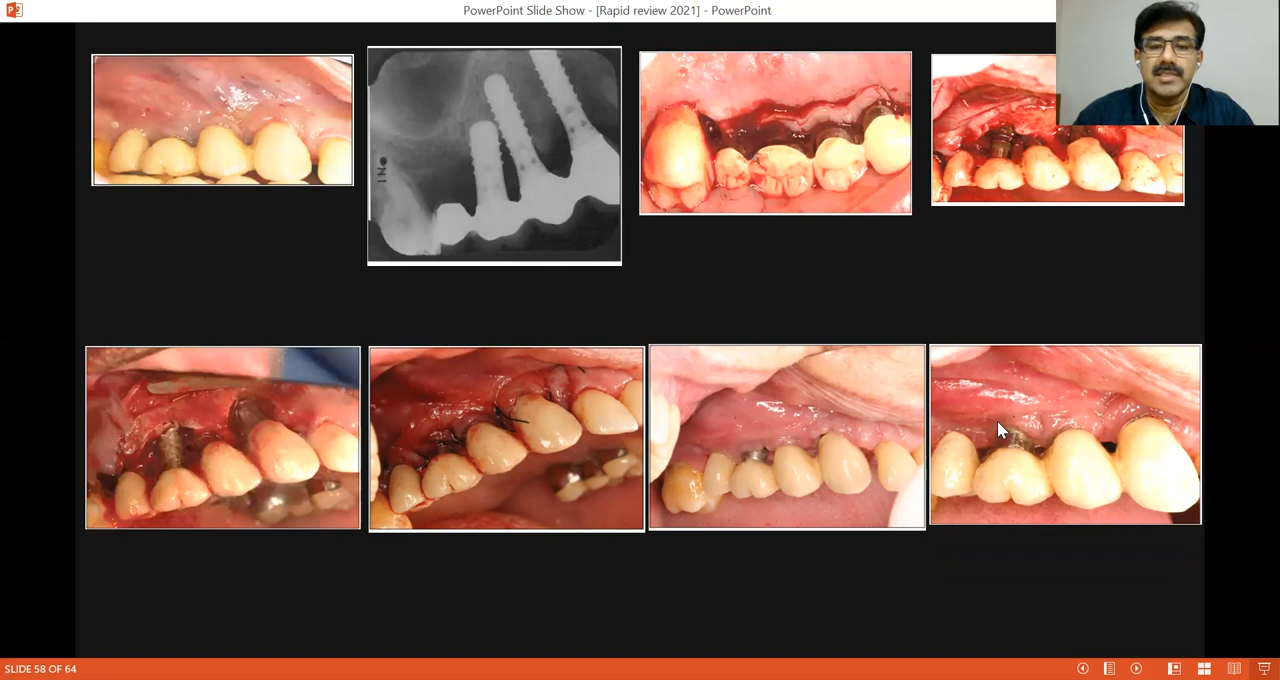 PowerPoint Slide Show - [Rapid review 2021] - PowerPoint
SLIDE 58 OF 64